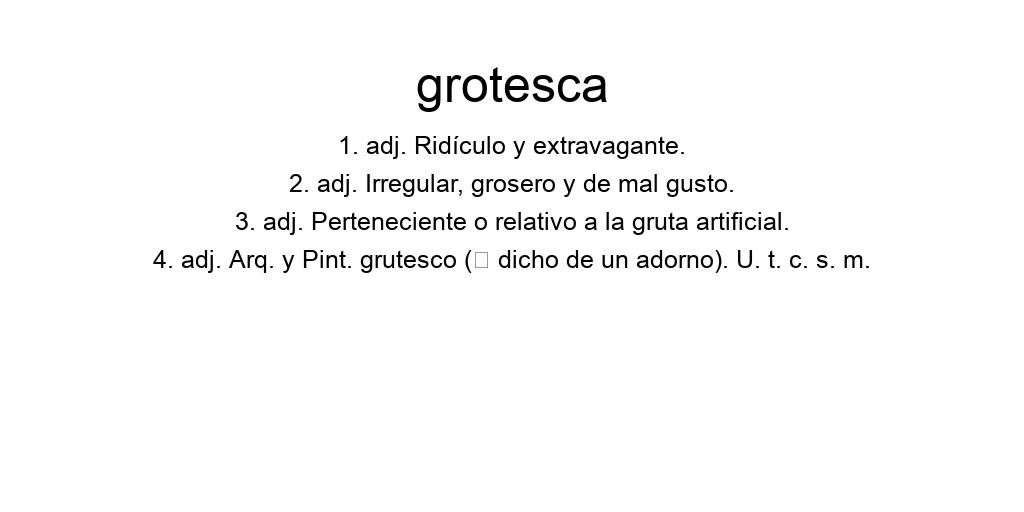 grotesca
1. adj. Ridículo y extravagante.
2. adj. Irregular, grosero y de mal gusto.
3. adj. Perteneciente o relativo a la gruta artificial.
4. adj. Arq. y Pint. grutesco (▯ dicho de un adorno). U. t. c. s. m.